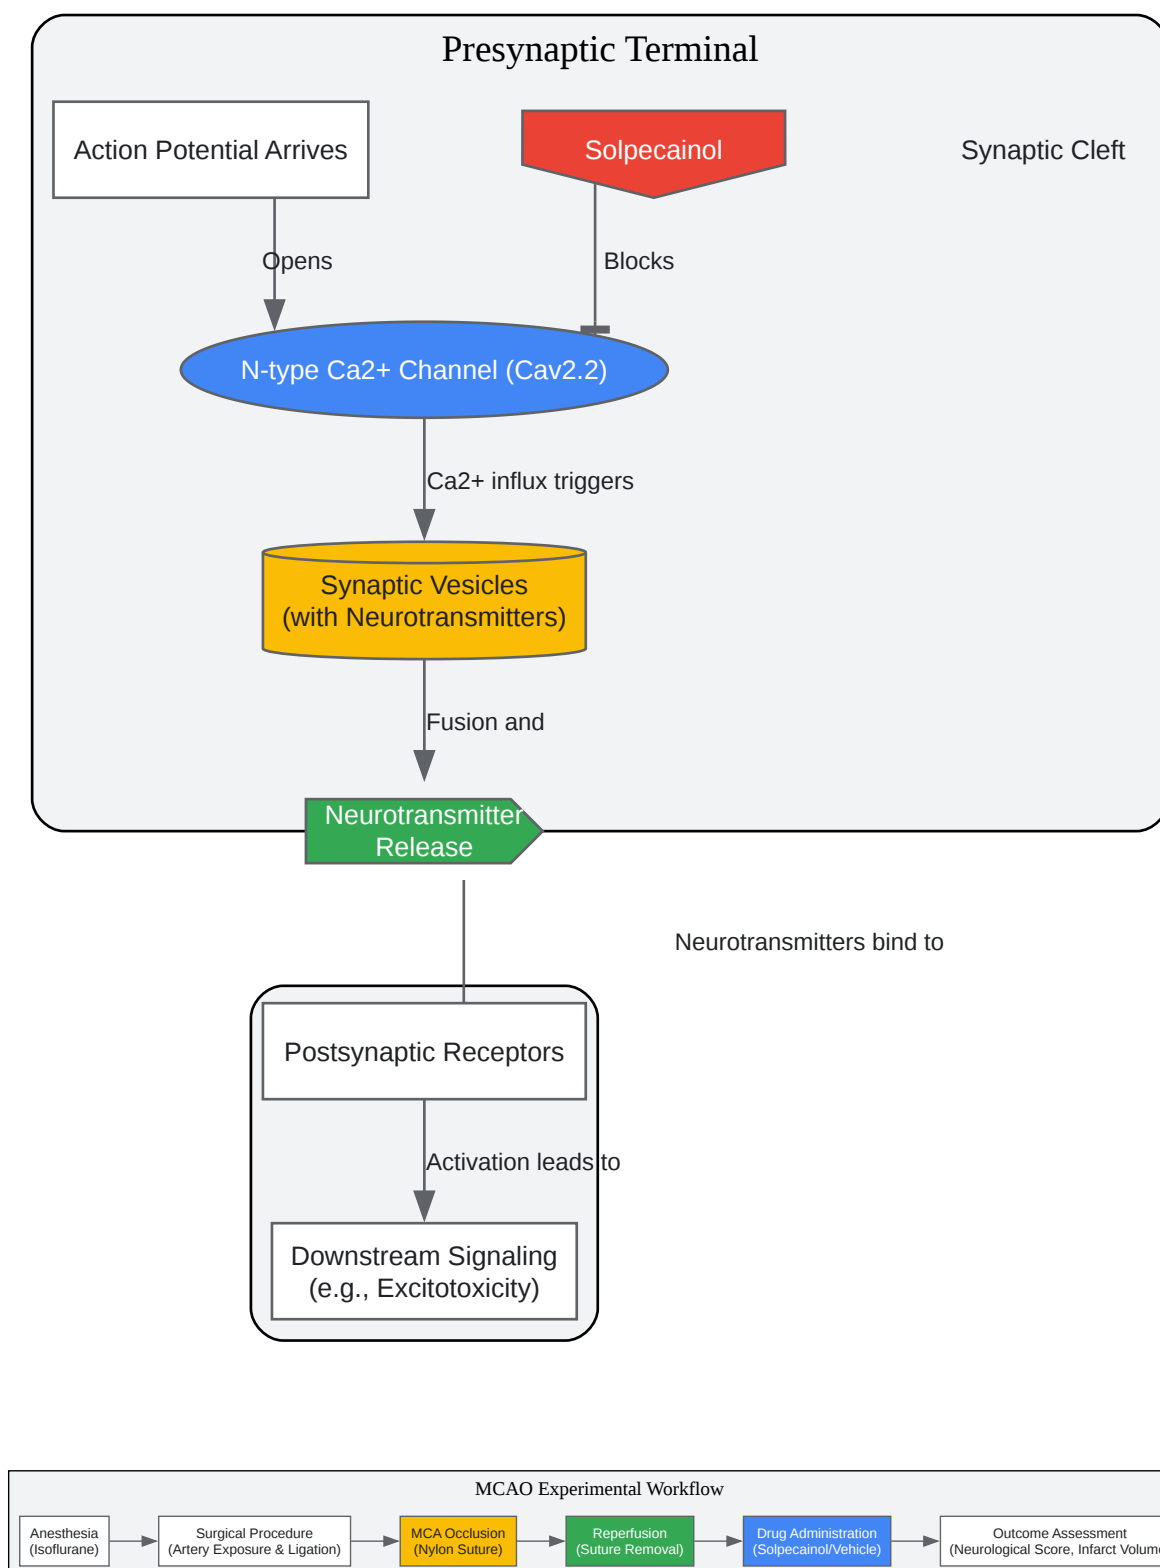 Presynaptic Terminal
Action Potential Arrives
Solpecainol
Synaptic Cleft
Opens
Blocks
N-type Ca2+ Channel (Cav2.2)
Ca2+ influx triggers
Synaptic Vesicles
(with Neurotransmitters)
Fusion and
Neurotransmitter
Release
Neurotransmitters bind to
Postsynaptic Receptors
Activation leads to
Downstream Signaling
(e.g., Excitotoxicity)
MCAO Experimental Workflow
Anesthesia
(Isoflurane)
Surgical Procedure
(Artery Exposure & Ligation)
MCA Occlusion
(Nylon Suture)
Reperfusion
(Suture Removal)
Drug Administration
(Solpecainol/Vehicle)
Outcome Assessment
(Neurological Score, Infarct Volume